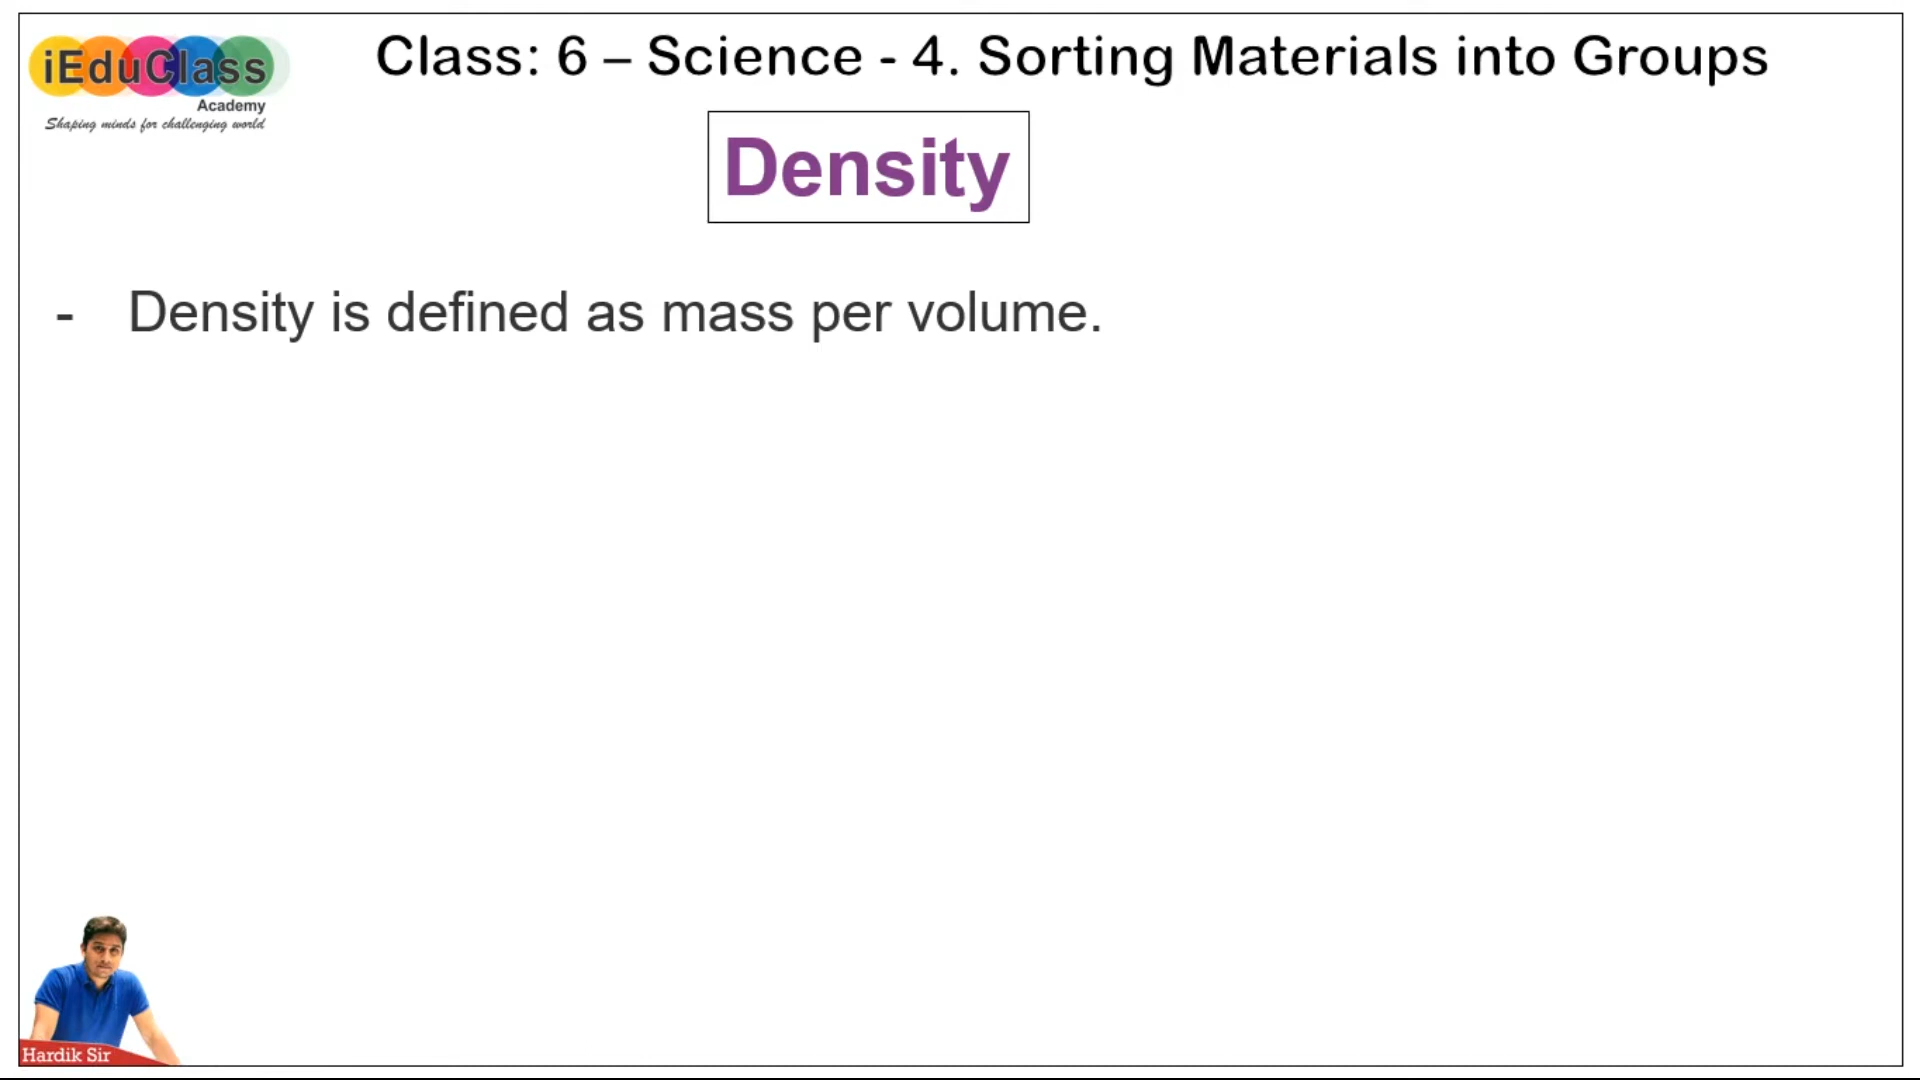 iEduClass
Academy
Shaping minds for challenging world
Class: 6 – Science - 4. Sorting Materials into Groups
Density
- Density is defined as mass per volume.
Hardik Sir